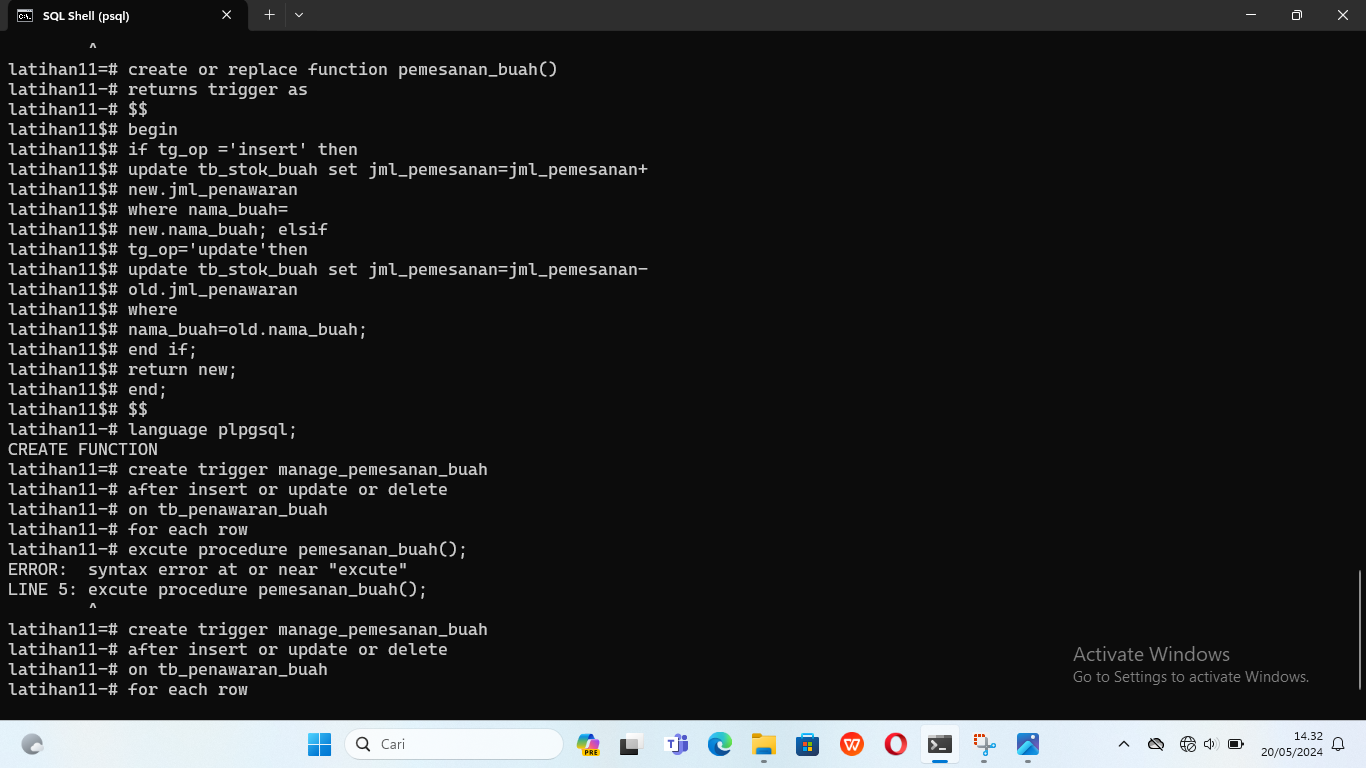 SQL Shell (psql)
^
latihan11=# create or replace function pemesanan_buah()
latihan11-# returns trigger as
latihan11-# $$
latihan11$# begin
latihan11$# if tg_op ='insert' then
latihan11$# update tb_stok_buah set jml_pemesanan=jml_pemesanan+
latihan11$# new.jml_penawaran
latihan11$# where nama_buah=
latihan11$# new.nama_buah; elsif
latihan11$# tg_op='update'then
latihan11$# update tb_stok_buah set jml_pemesanan=jml_pemesanan-
latihan11$# old.jml_penawaran
latihan11$# where
latihan11$# nama_buah=old.nama_buah;
latihan11$# end if;
latihan11$# return new;
latihan11$# end;
latihan11$# $$
latihan11-# language plpgsql;
CREATE FUNCTION
latihan11=# create trigger manage_pemesanan_buah
latihan11-# after insert or update or delete
latihan11-# on tb_penawaran_buah
latihan11-# for each row
latihan11-# excute procedure pemesanan_buah();
ERROR:  syntax error at or near "excute"
LINE 5: excute procedure pemesanan_buah();
^
latihan11=# create trigger manage_pemesanan_buah
latihan11-# after insert or update or delete
latihan11-# on tb_penawaran_buah
latihan11-# for each row
Activate Windows
Go to Settings to activate Windows.
Cari
PRE
14.32
20/05/2024